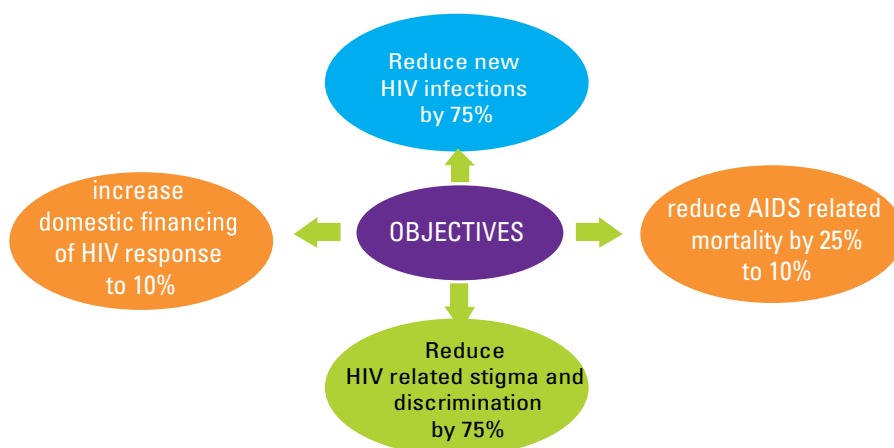 Reduce new
HIV infections
by 75%
increase
domestic financing
of HIV response
to 10%
OBJECTIVES
reduce AIDS related
mortality by 25%
to 10%
Reduce
HIV related stigma and
discrimination
by 75%